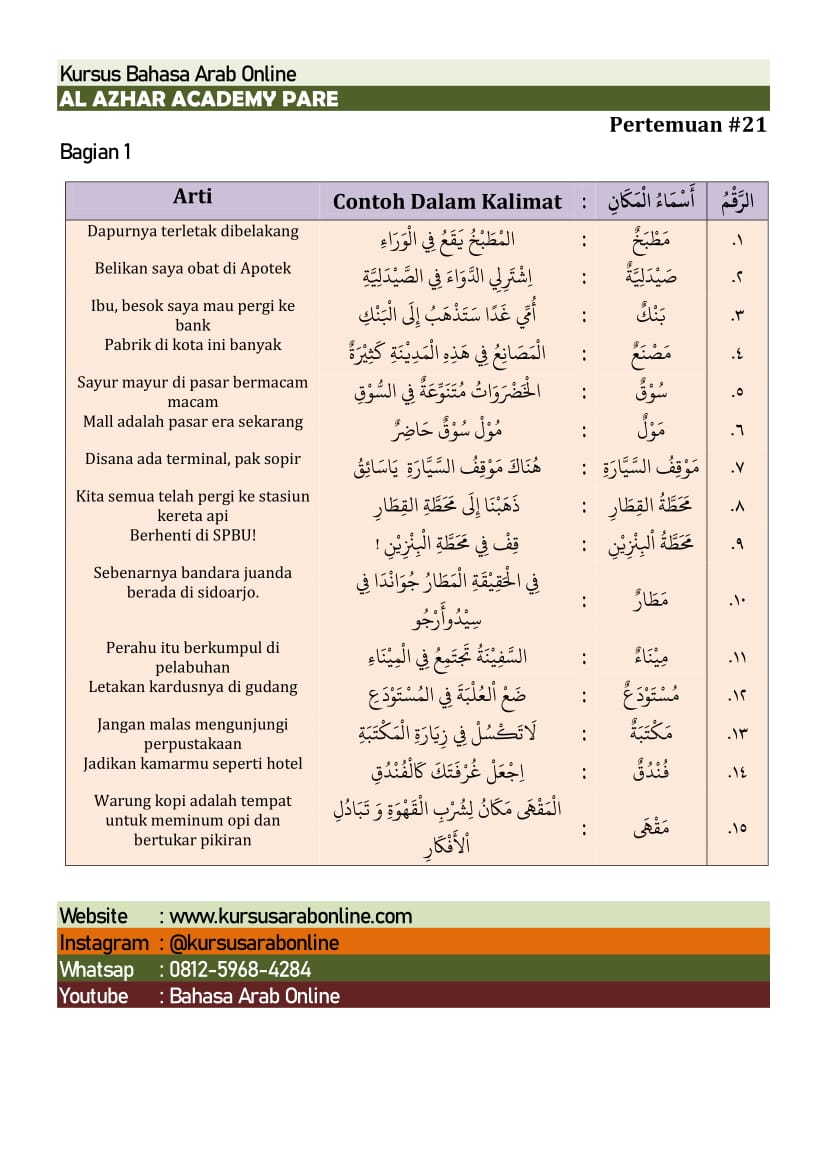 Kursus Bahasa Arab Online
AL AZHAR ACADEMY PARE
Pertemuan #21
Bagian 1
Arti Contoh Dalam Kalimat : أَسْمَاءُ الْمَكَانِ الرَّقْمُ
Dapurnya terletak dibelakang الْمَطْبَخُ يَقَعُ فِي الْوَرَاءِ : مَطْبَخٌ .١
Belikan saya obat di Apotek اِشْتَرِلِي الدَّوَاءَ فِي الصَّيْدَلِيَّةِ : صَيْدَلِيَّةٌ .٢
Ibu, besok saya mau pergi ke
bank أُمِّي غَدًا سَتَذْهَبُ إِلَى الْبَنْكِ : بَنْكٌ .٣
Pabrik di kota ini banyak الْمَصَانِعُ فِي هَذِهِ الْمَدِيْنَةِ كَثِيْرَةٌ : مَصْنَعٌ .٤
Sayur mayur di pasar bermacam
macam الْخَضْرَوَاتُ مُتَنَوِّعَةٌ فِي السُّوْقِ : سُوْقٌ .٥
Mall adalah pasar era sekarang مُوْلْ سُوْقٌ حَاضِرٌ : مَوْلٌ .٦
Disana ada terminal, pak sopir هُنَاكَ مَوْقِفُ السَّيَّارَةِ يَاسَائِقُ : مَوْقِفُ السَّيَّارَةِ .٧
Kita semua telah pergi ke stasiun
kereta api ذَهَبْنَا إِلَى مَحَطَّةِ القِطَارِ : مَحَطَّةُ القِطَارِ .٨
Berhenti di SPBU! قِفْ فِي مَحَطَّةِ الْبِنْزِيْنِ ! : مَحَطَّةُ اْلبِنْزِيْنِ .٩
Sebenarnya bandara juanda
berada di sidoarjo. فِي الْحَقِيْقَةِ الْمَطَارُ جُوَانْدَا فِي
سِيْدُوأَرْجُو : مَطَارٌ .١٠
Perahu itu berkumpul di
pelabuhan السَّفِيْنَةُ تَجْتَمِعُ فِي الْمِيْنَاءِ : مِيْنَاءٌ .١١
Letakan kardusnya di gudang ضَعْ اْلعُلْبَةَ فِي المُسْتَوْدَعِ : مُسْتَوْدَعٌ .١٢
Jangan malas mengunjungi
perpustakaan لَاتَكْسُلْ فِي زِيَارَةِ الْمَكْتَبَةِ : مَكْتَبَةٌ .١٣
Jadikan kamarmu seperti hotel اِجْعَلْ غُرْفَتَكَ كَالْفُنْدُقِ : فُنْدُقٌ .١٤
Warung kopi adalah tempat
untuk meminum opi dan
bertukar pikiran الْمَقْهَى مَكَانُ لِشُرْبِ الْقَهْوَةِ وَ تَبَادُلِ
اْلأَفْكَارِ : مَقْهَى .١٥
Website : www.kursusarabonline.com
Instagram : @kursusarabonline
Whatsap : 0812-5968-4284
Youtube : Bahasa Arab Online